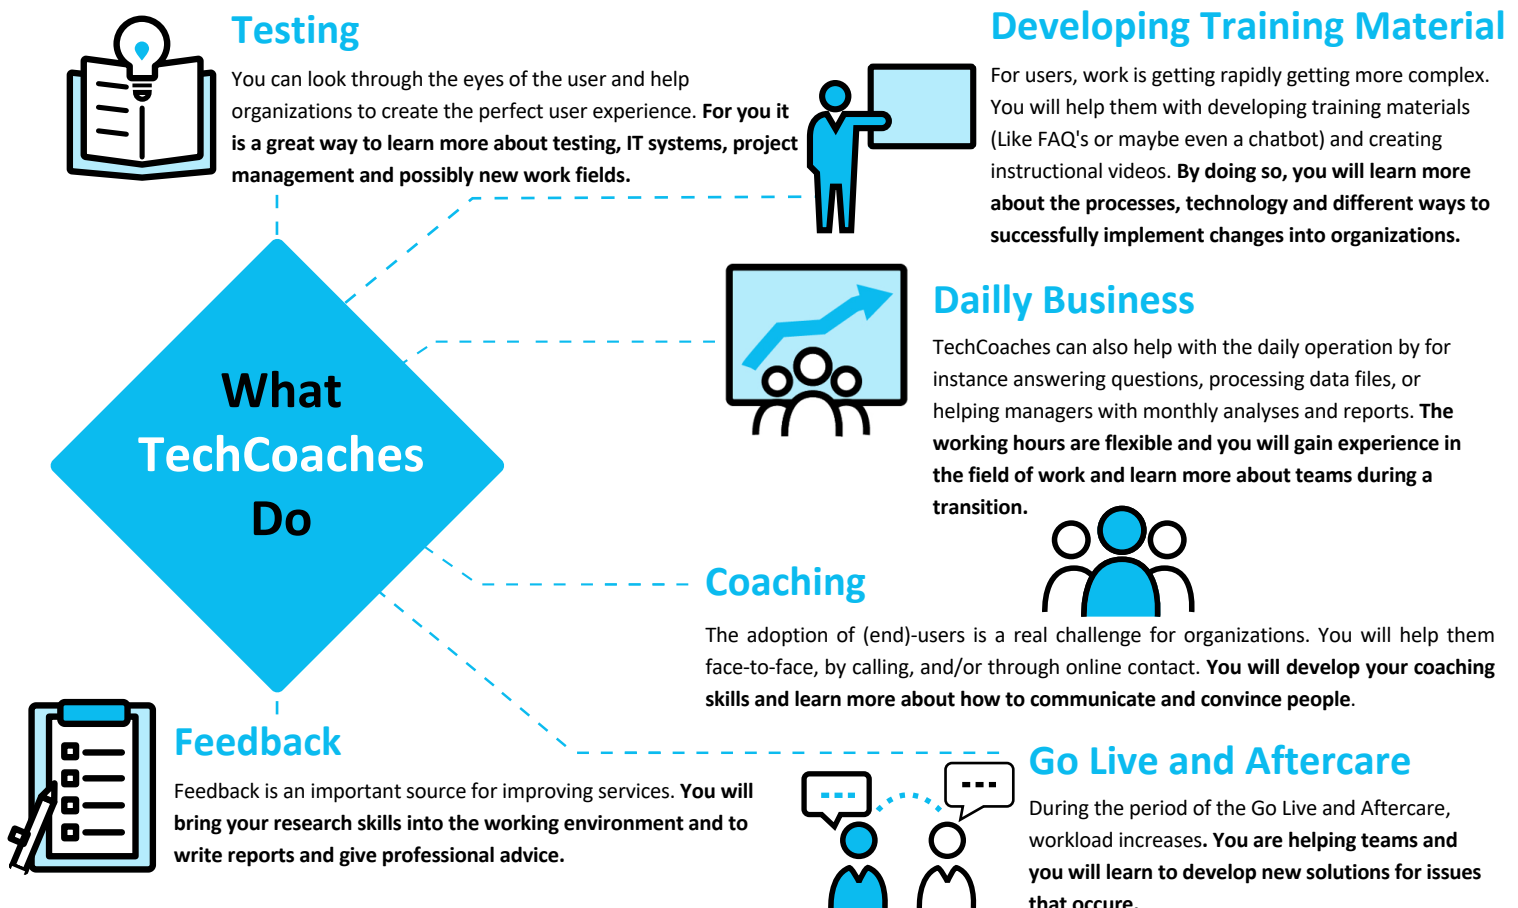 Testing
You can look through the eyes of the user and help
organizations to create the perfect user experience. For you it
is a great way to learn more about testing, IT systems, project
management and possibly new work fields.
Developing Training Material
For users, work is getting rapidly getting more complex.
You will help them with developing training materials
(Like FAQ's or maybe even a chatbot) and creating
instructional videos. By doing so, you will learn more
about the processes, technology and different ways to
successfully implement changes into organizations.
What
TechCoaches
Do
Dailly Business
TechCoaches can also help with the daily operation by for
instance answering questions, processing data files, or
helping managers with monthly analyses and reports. The
working hours are flexible and you will gain experience in
the field of work and learn more about teams during a
transition.
Coaching
The adoption of (end)-users is a real challenge for organizations. You will help them
face-to-face, by calling, and/or through online contact. You will develop your coaching
skills and learn more about how to communicate and convince people.
Feedback
Feedback is an important source for improving services. You will
bring your research skills into the working environment and to
write reports and give professional advice.
Go Live and Aftercare
During the period of the Go Live and Aftercare,
workload increases. You are helping teams and
you will learn to develop new solutions for issues
that occure.